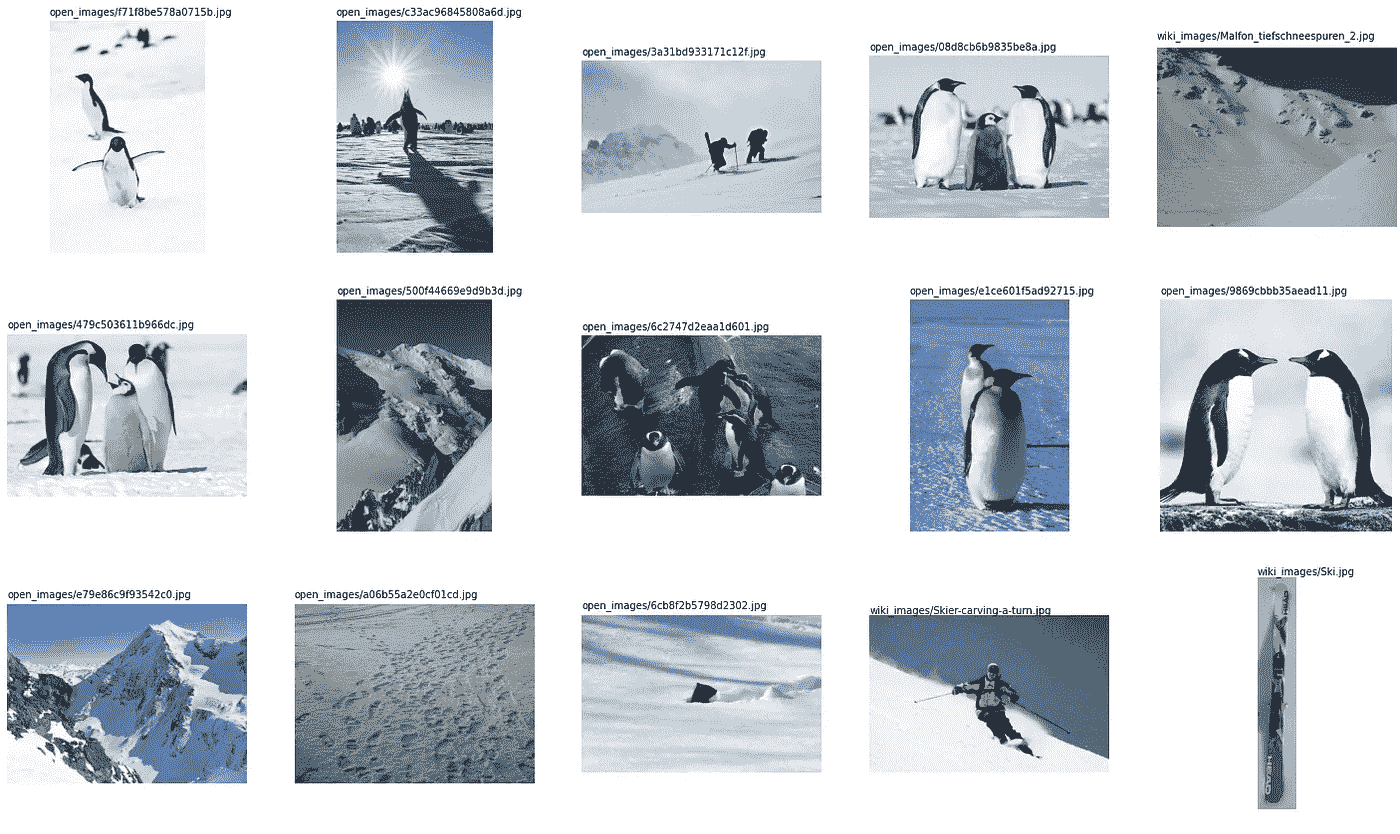 open_images/f71f8be578a0715b.jpg
open_images/c33ac96845808a6d.jpg
open_images/3a31bd933171c12f.jpg
open_images/08d8cb6b9835be8a.jpg
wiki_images/Malfon_tiefschneespuren_2.jpg
open_images/479c503611b966dc.jpg
open_images/500f44669e9d9b3d.jpg
open_images/6c2747d2eaa1d601.jpg
open_images/e1ce601f5ad92715.jpg
open_images/9869cbbb35aead11.jpg
open_images/e79e86c9f93542c0.jpg
open_images/a06b55a2e0cf01cd.jpg
open_images/6cb8f2b5798d2302.jpg
wiki_images/Skier-carving-a-turn.jpg
wiki_images/Ski.jpg
HEAD
HEAD